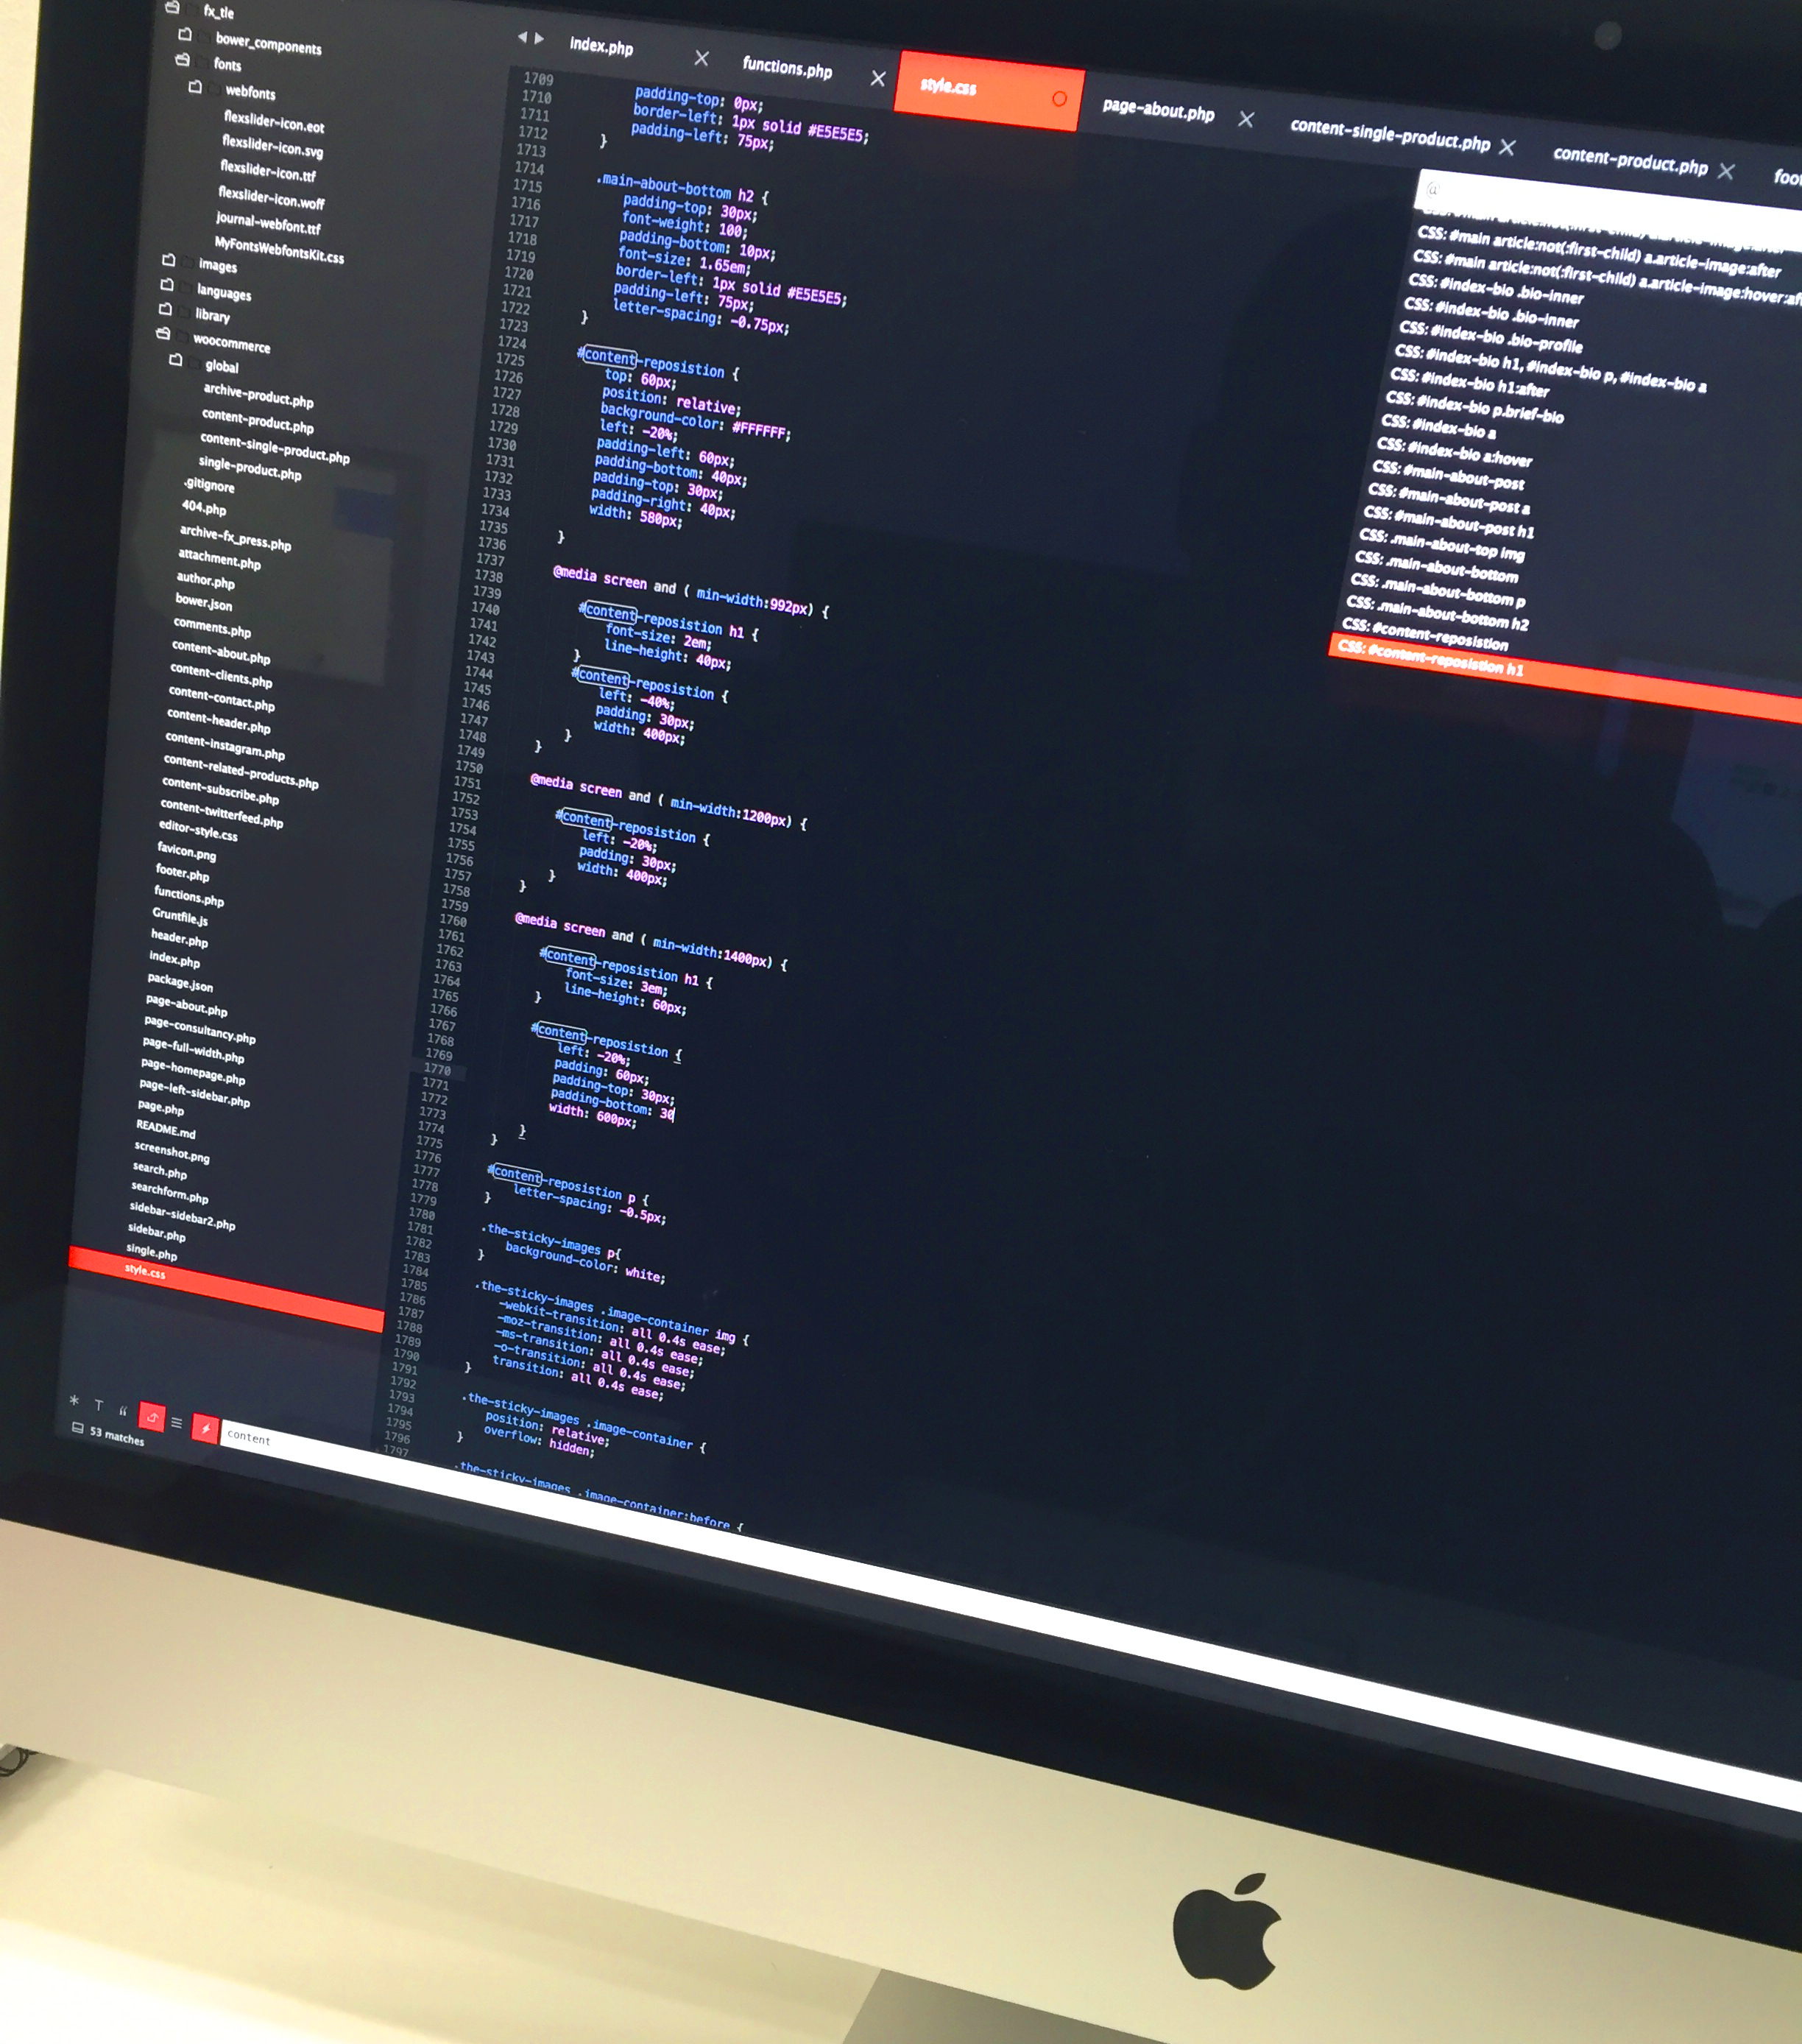 fx_tle
bower_components
fonts
webfonts
flexslider-icon.eot
flexslider-icon.svg
flexslider-icon.ttf
flexslider-icon.woff
journal-webfont.ttf
MyFontsWebfontsKit.css
images
languages
library
woocommerce
global
archive-product.php
content-product.php
content-single-product.php
single-product.php
.gitignore
404.php
archive-fx_press.php
attachment.php
author.php
bower.json
comments.php
content-about.php
content-clients.php
content-contact.php
content-header.php
content-instagram.php
content-related-products.php
content-subscribe.php
content-twitterfeed.php
editor-style.css
favicon.png
footer.php
functions.php
Gruntfile.js
header.php
index.php
package.json
page-about.php
page-consultancy.php
page-full-width.php
page-homepage.php
page-left-sidebar.php
page.php
README.md
screenshot.png
search.php
searchform.php
sidebar-sidebar2.php
sidebar.php
single.php
style.css
index.php
functions.php
style.css
page-about.php
content-single-product.php
content-product.php
1709
1710 padding-top: 0px;
1711 border-left: 1px solid #E5E5E5;
1712 padding-left: 75px;
1713 }
1714
1715 .main-about-bottom h2 {
1716 padding-top: 30px;
1717 font-weight: 100;
1718 padding-bottom: 10px;
1719 font-size: 1.65em;
1720 border-left: 1px solid #E5E5E5;
1721 padding-left: 75px;
1722 letter-spacing: -0.75px;
1723 }
1724
1725 #content-reposistion {
1726 top: 60px;
1727 position: relative;
1728 background-color: #FFFFFF;
1729 left: -20%;
1730 padding-left: 60px;
1731 padding-bottom: 40px;
1732 padding-top: 30px;
1733 padding-right: 40px;
1734 width: 580px;
1735
1736 }
1737
1738 @media screen and ( min-width:992px) {
1739
1740 #content-reposistion h1 {
1741 font-size: 2em;
1742 line-height: 40px;
1743 }
1744 #content-reposistion {
1745 left: -40%;
1746 padding: 30px;
1747 width: 400px;
1748 }
1749 }
1750
1751 @media screen and ( min-width:1200px) {
1752
1753 #content-reposistion {
1754 left: -20%;
1755 padding: 30px;
1756 width: 400px;
1757 }
1758 }
1759
1760 @media screen and ( min-width:1400px) {
1761
1762 #content-reposistion h1 {
1763 font-size: 3em;
1764 line-height: 60px;
1765 }
1766
1767 #content-reposistion {
1768 left: -20%;
1769 padding: 60px;
1770 padding-top: 30px;
1771 padding-bottom: 30
1772 width: 600px;
1773
1774 }
1775 }
1776
1777 #content-reposistion p {
1778 letter-spacing: -0.5px;
1779 }
1780
1781 .the-sticky-images p{
1782 background-color: white;
1783 }
1784
1785 .the-sticky-images .image-container img {
1786 -webkit-transition: all 0.4s ease;
1787 -moz-transition: all 0.4s ease;
1788 -ms-transition: all 0.4s ease;
1789 -o-transition: all 0.4s ease;
1790 transition: all 0.4s ease;
1791 }
1792
1793 .the-sticky-images .image-container {
1794 position: relative;
1795 overflow: hidden;
1796 }
1797
.the-sticky-images .image-container:before {
@
CSS: #main article:not(:first-child) a.article-image:after
CSS: #main article:not(:first-child) a.article-image:hover:aft
CSS: #index-bio .bio-inner
CSS: #index-bio .bio-inner
CSS: #index-bio .bio-profile
CSS: #index-bio h1, #index-bio p, #index-bio a
CSS: #index-bio h1:after
CSS: #index-bio p.brief-bio
CSS: #index-bio a
CSS: #index-bio a:hover
CSS: #main-about-post
CSS: #main-about-post a
CSS: #main-about-post h1
CSS: .main-about-top img
CSS: .main-about-bottom
CSS: .main-about-bottom p
CSS: .main-about-bottom h2
CSS: #content-reposistion
CSS: #content-reposistion h1
content
53 matches